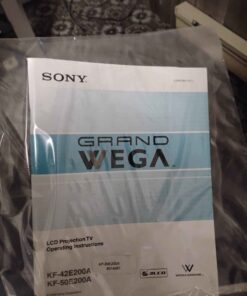 SONY
GRAND
WEGA
LCD Projection TV
Operating Instructions
KF-42E200A
KF-50E200A